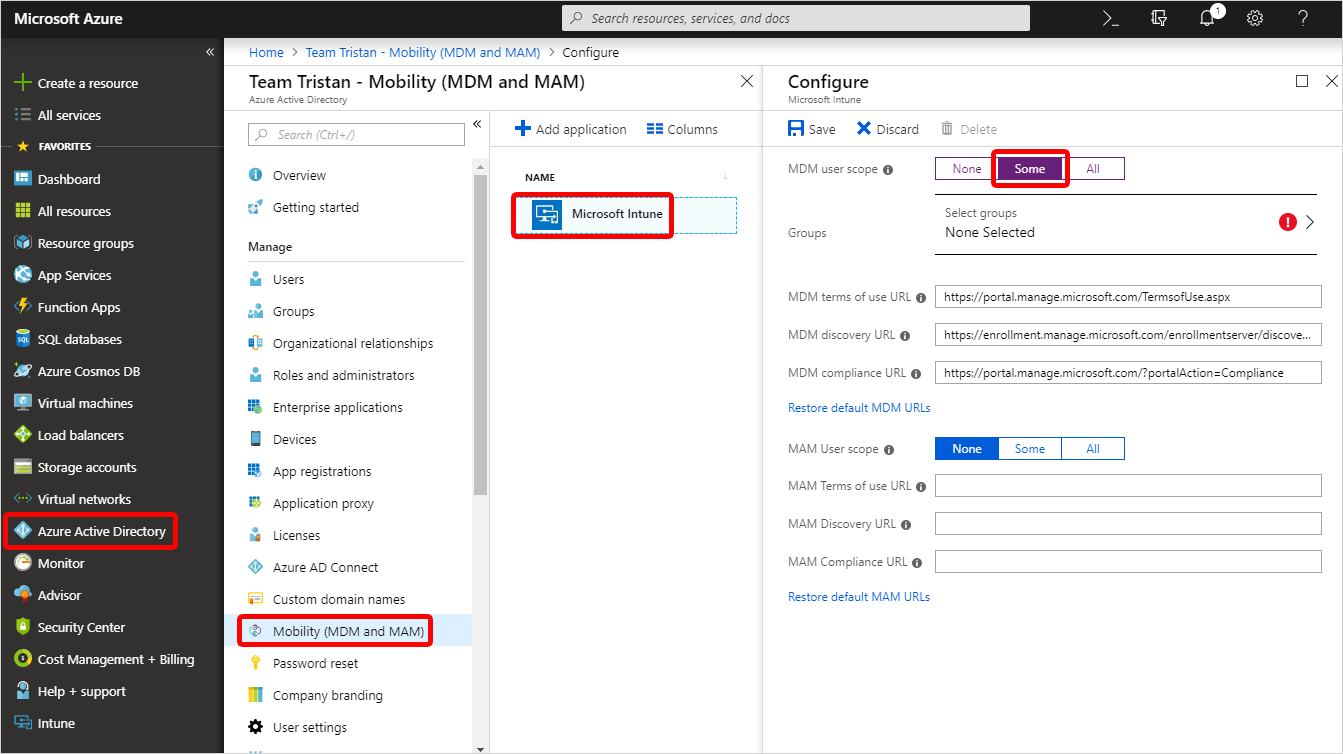 Microsoft Azure
Search resources, services, and docs
1
Create a resource
All services
FAVORITES
Dashboard
All resources
Resource groups
App Services
Function Apps
SQL databases
Azure Cosmos DB
Virtual machines
Load balancers
Storage accounts
Virtual networks
Azure Active Directory
Monitor
Advisor
Security Center
Cost Management + Billing
Help + support
Intune
Home > Team Tristan - Mobility (MDM and MAM) > Configure
Team Tristan - Mobility (MDM and MAM)
Azure Active Directory
Search (Ctrl+/)
Overview
Getting started
Manage
Users
Groups
Organizational relationships
Roles and administrators
Enterprise applications
Devices
App registrations
Application proxy
Licenses
Azure AD Connect
Custom domain names
Mobility (MDM and MAM)
Password reset
Company branding
User settings
Add application Columns
NAME
Microsoft Intune
Configure
Microsoft Intune
Save Discard Delete
MDM user scope None Some All
Groups
Select groups
None Selected
MDM terms of use URL https://portal.manage.microsoft.com/TermsofUse.aspx
MDM discovery URL https://enrollment.manage.microsoft.com/enrollmentserver/discove...
MDM compliance URL https://portal.manage.microsoft.com/?portalAction=Compliance
Restore default MDM URLs
MAM User scope None Some All
MAM Terms of use URL
MAM Discovery URL
MAM Compliance URL
Restore default MAM URLs